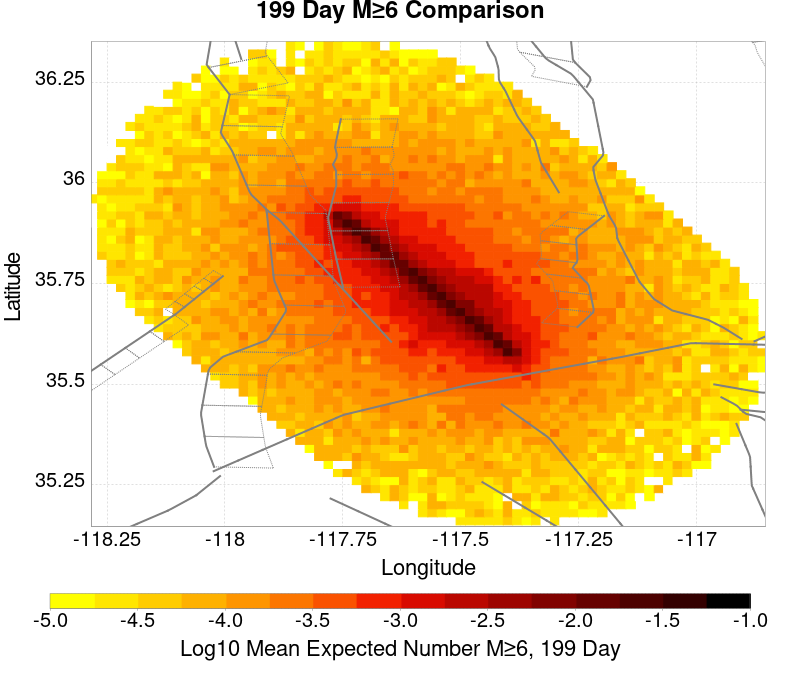 199 Day M≥6 Comparison
36.25
36
35.75
35.5
35.25
Latitude
-118.25 -118 -117.75 -117.5 -117.25 -117
Longitude
-5.0 -4.5 -4.0 -3.5 -3.0 -2.5 -2.0 -1.5 -1.0
Log10 Mean Expected Number M≥6, 199 Day